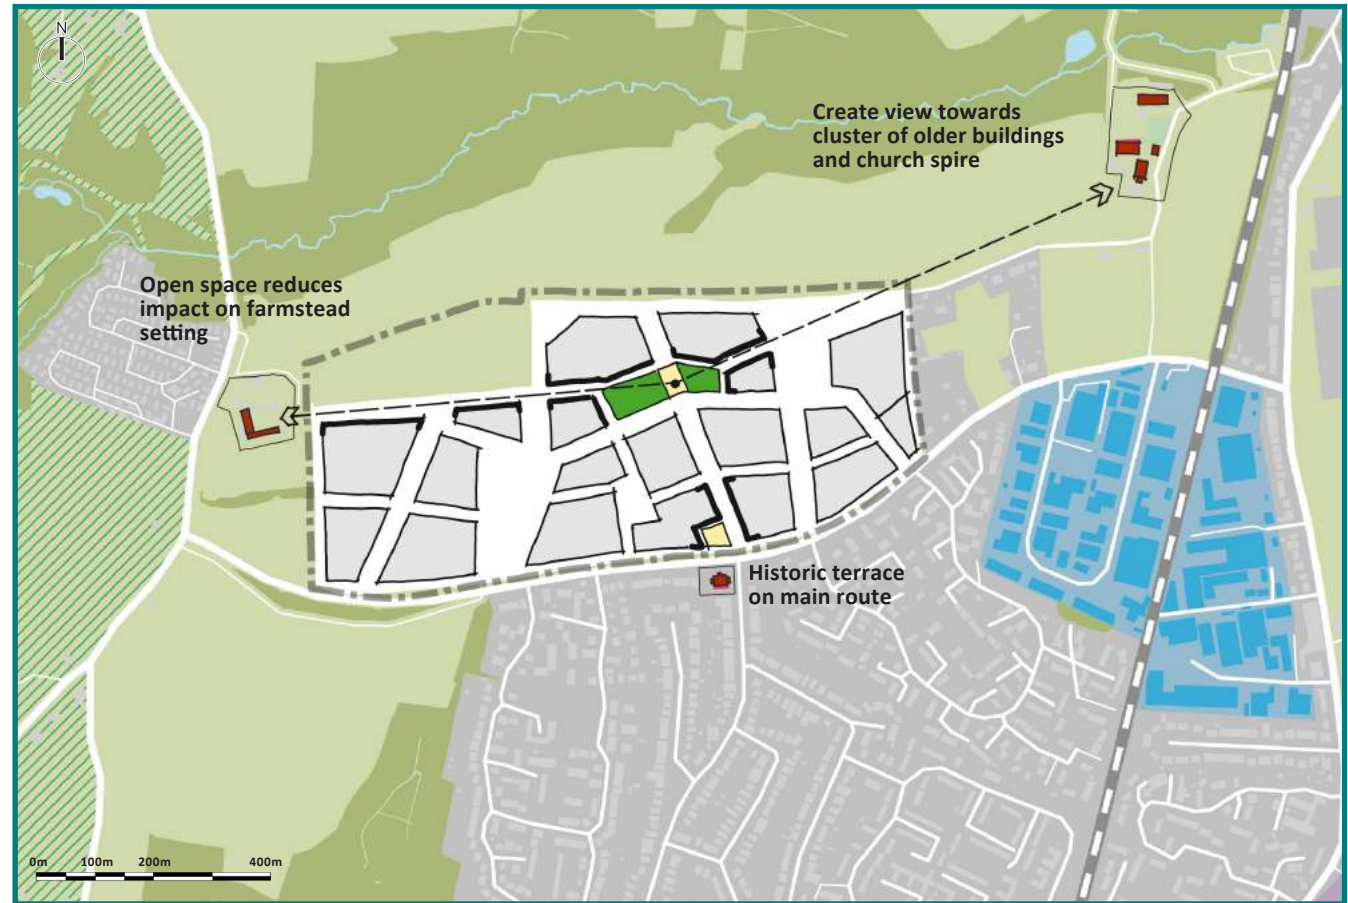 N
Create view towards
cluster of older buildings
and church spire
Open space reduces
impact on farmstead
setting
Historic terrace
on main route
0m 100m 200m 400m